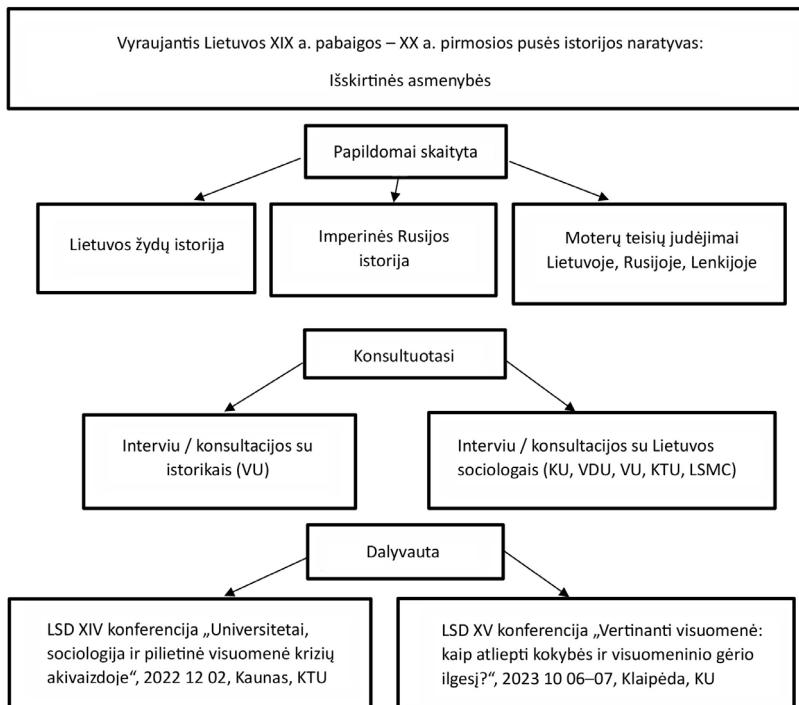 Vyraujantis Lietuvos XIX a. pabaigos – XX a. pirmosios pusės istorijos naratyvas:
Išskirtinės asmenybės
Papildomai skaityta
Lietuvos žydų istorija
Imperinės Rusijos
istorija
Moterų teisių judėjimai
Lietuvoje, Rusijoje, Lenkijoje
Konsultuotasi
Interviu / konsultacijos su
istorikais (VU)
Interviu / konsultacijos su Lietuvos
sociologais (KU, VDU, VU, KTU, LSMC)
Dalyvauta
LSD XIV konferencija „Universitetai,
sociologija ir pilietinė visuomenė krizių
akivaizdoje“, 2022 12 02, Kaunas, KTU
LSD XV konferencija „Vertinanti visuomenė:
kaip atliepti kokybės ir visuomeninio gėrio
ilgesį?“, 2023 10 06–07, Klaipėda, KU